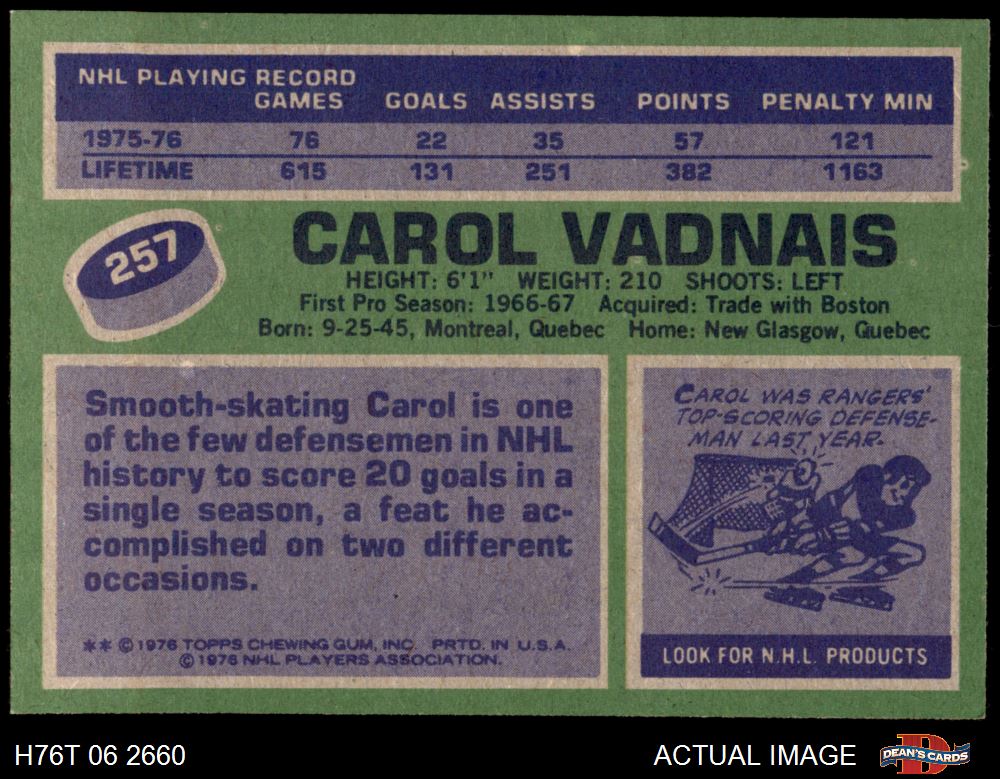 NHL PLAYING RECORD
GAMES GOALS ASSISTS POINTS PENALTY MIN
1975-76 76 22 35 57 121
LIFETIME 615 131 251 382 1163
257
CAROL VADNAIS
HEIGHT: 6'1" WEIGHT: 210 SHOOTS: LEFT
First Pro Season: 1966-67 Acquired: Trade with Boston
Born: 9-25-45, Montreal, Quebec Home: New Glasgow, Quebec
Smooth-skating Carol is one
of the few defensemen in NHL
history to score 20 goals in a
single season, a feat he ac-
complished on two different
occasions.
** © 1976 TOPPS CHEWING GUM, INC. PRTD. IN U.S.A.
© 1976 NHL PLAYERS ASSOCIATION.
CAROL WAS RANGERS'
TOP-SCORING DEFENSE-
MAN LAST YEAR.
LOOK FOR N.H.L. PRODUCTS
H76T 06 2660
ACTUAL IMAGE
D
DEAN'S CARDS